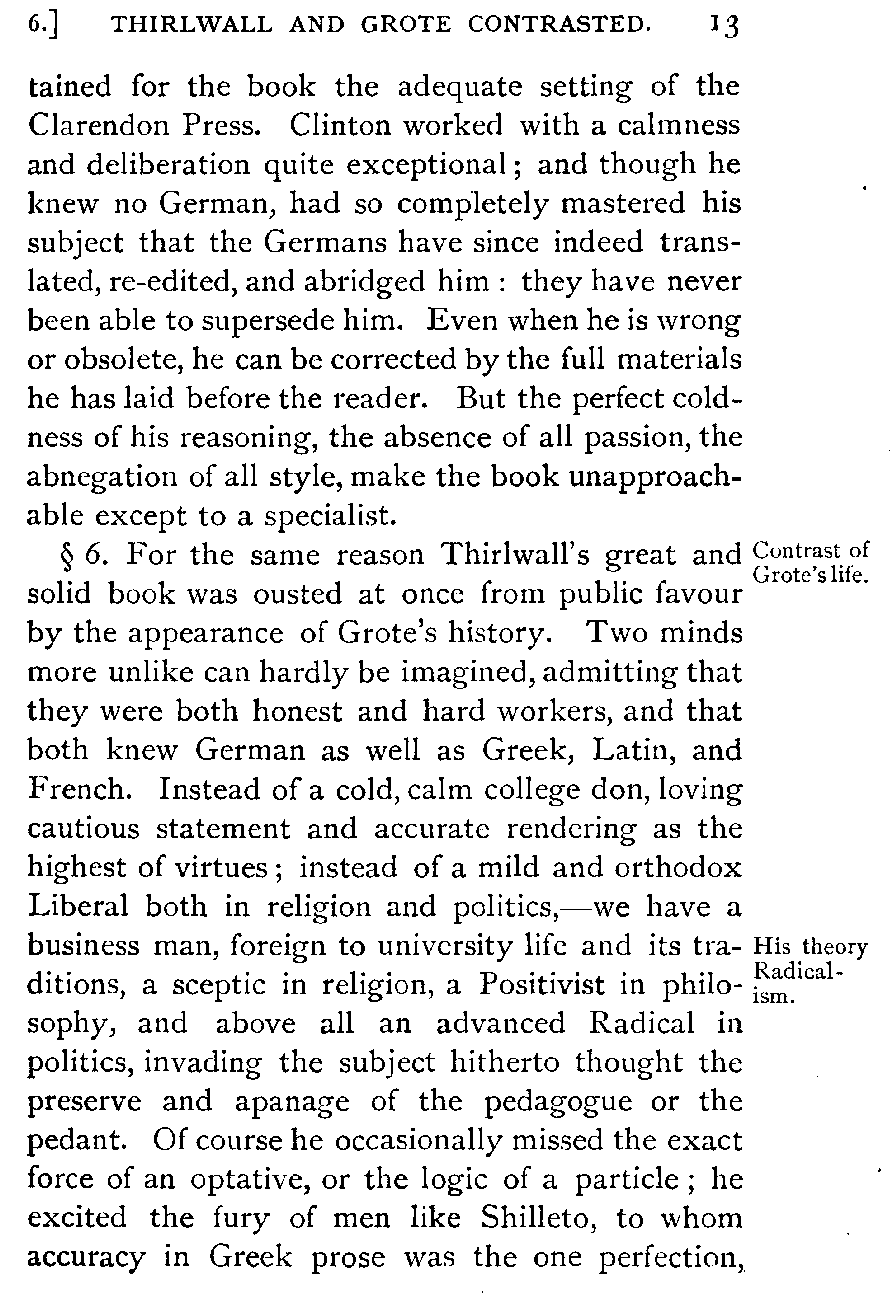 6.] THIRLWALL AND GROTE CONTRASTED. 13
tained for the book the adequate setting of the
Clarendon Press. Clinton worked with a calmness
and deliberation quite exceptional; and though he
knew no German, had so completely mastered his
subject that the Germans have since indeed trans-
lated, re-edited, and abridged him : they have never
been able to supersede him. Even when he is wrong
or obsolete, he can be corrected by the full materials
he has laid before the reader. But the perfect cold-
ness of his reasoning, the absence of all passion, the
abnegation of all style, make the book unapproach-
able except to a specialist.
§ 6. For the same reason Thirlwall's great and
solid book was ousted at once from public favour
by the appearance of Grote's history. Two minds
more unlike can hardly be imagined, admitting that
they were both honest and hard workers, and that
both knew German as well as Greek, Latin, and
French. Instead of a cold, calm college don, loving
cautious statement and accurate rendering as the
highest of virtues; instead of a mild and orthodox
Liberal both in religion and politics,—we have a
business man, foreign to university life and its tra-
ditions, a sceptic in religion, a Positivist in philo-
sophy, and above all an advanced Radical in
politics, invading the subject hitherto thought the
preserve and apanage of the pedagogue or the
pedant. Of course he occasionally missed the exact
force of an optative, or the logic of a particle; he
excited the fury of men like Shilleto, to whom
accuracy in Greek prose was the one perfection,
Contrast of
Grote's life.
His theory
Radical-
ism.